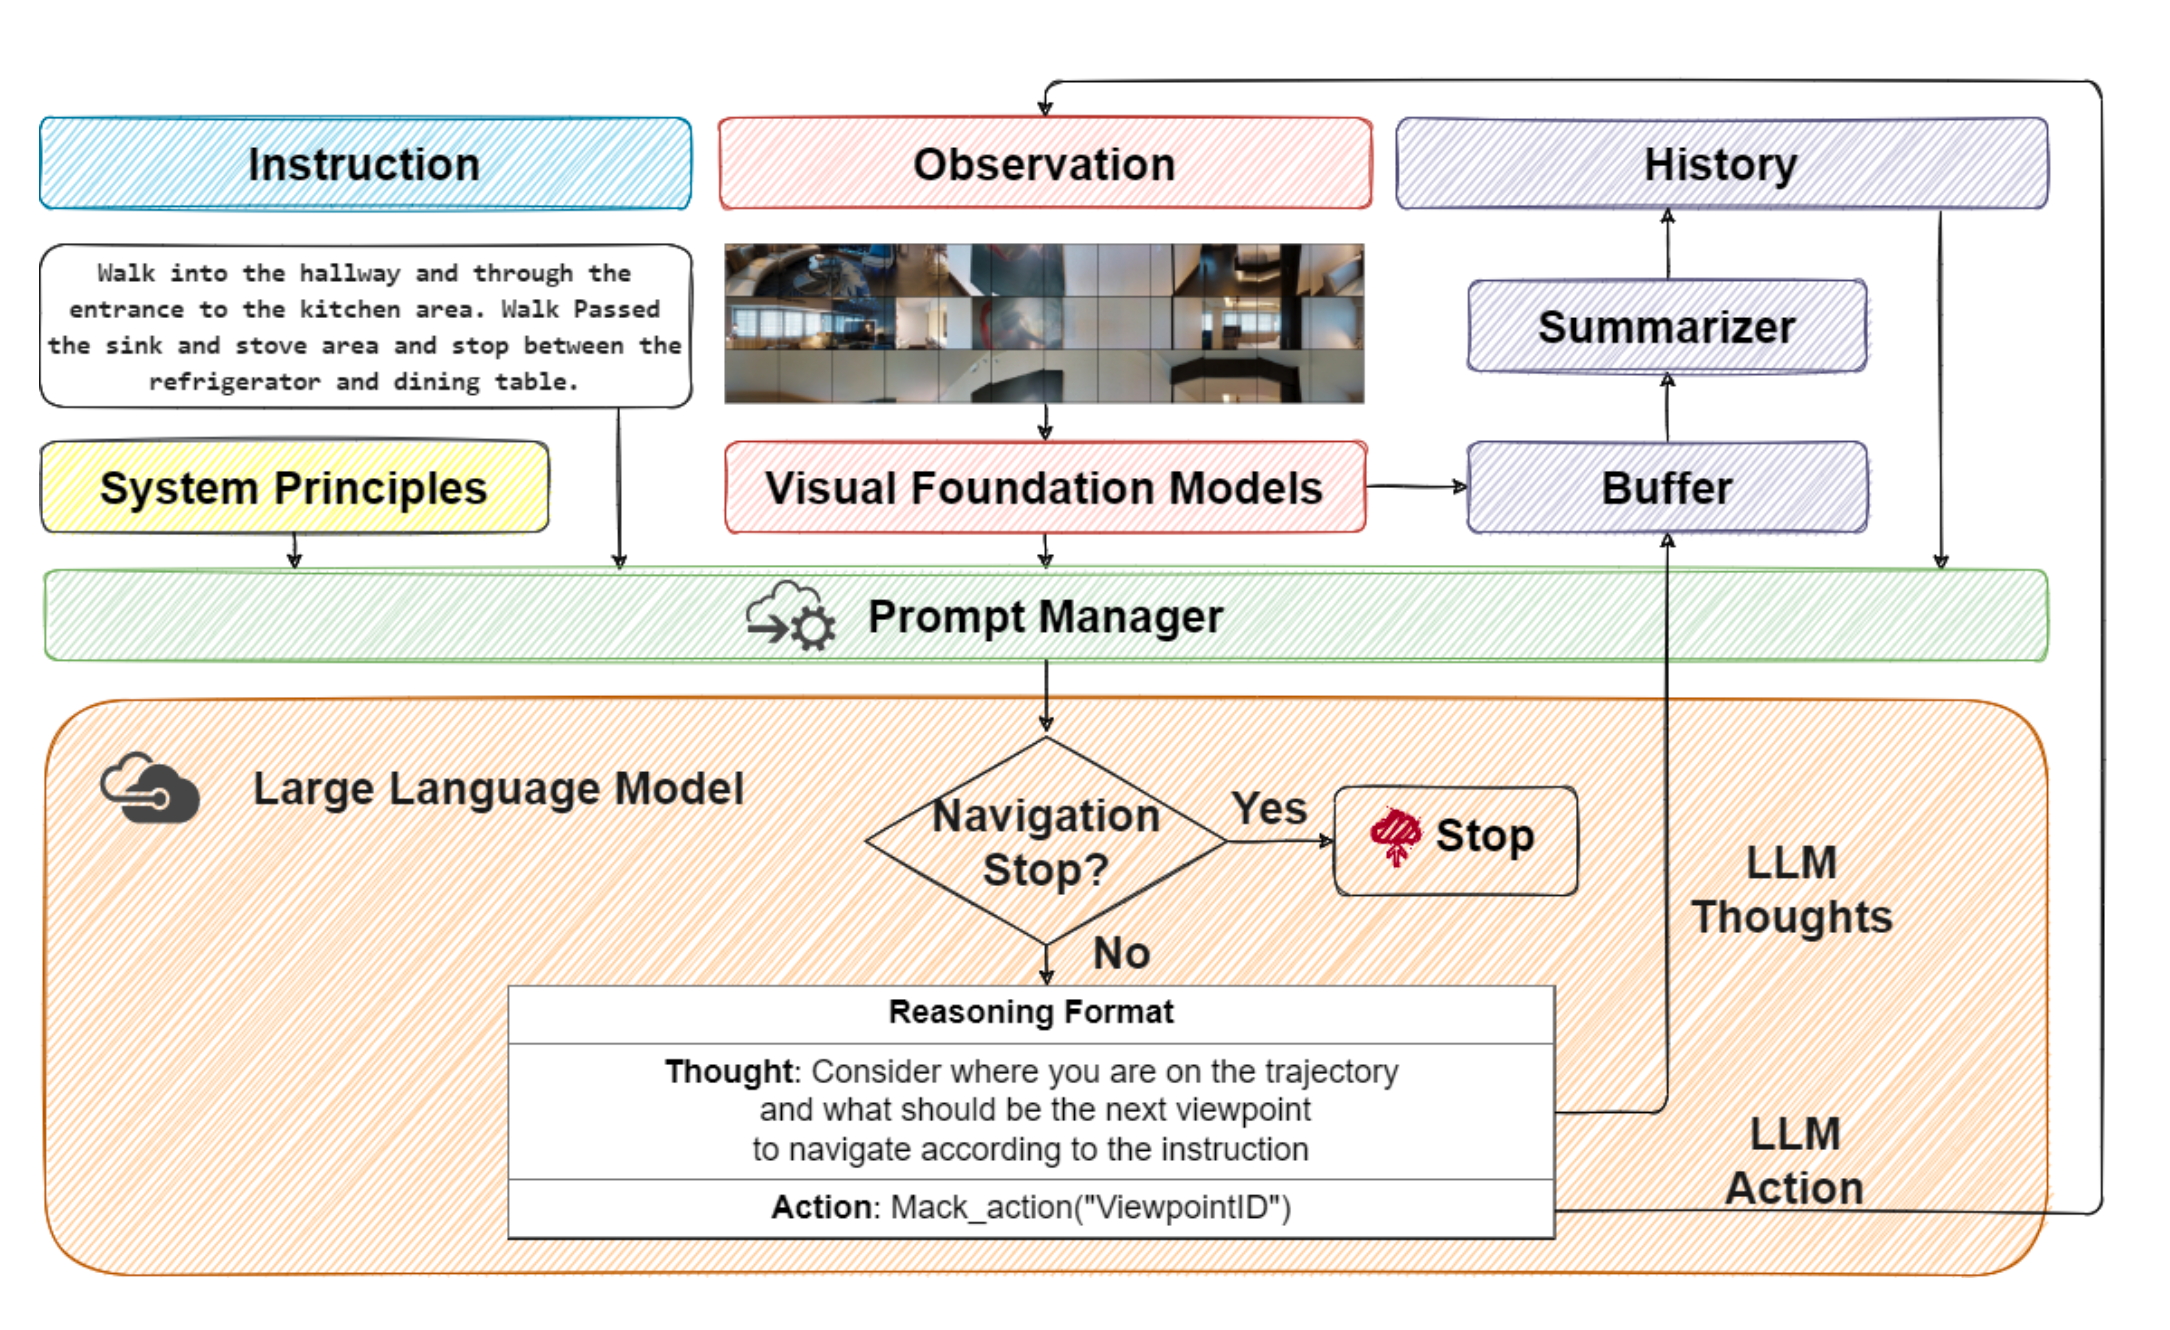 Instruction
Observation
History
Walk into the hallway and through the
entrance to the kitchen area. Walk Passed
the sink and stove area and stop between the
refrigerator and dining table.
Summarizer
System Principles
Visual Foundation Models
Buffer
Prompt Manager
Large Language Model
Navigation
Stop?
Yes
Stop
No
LLM
Thoughts
Reasoning Format
Thought: Consider where you are on the trajectory
and what should be the next viewpoint
to navigate according to the instruction
Action: Mack_action("ViewpointID")
LLM
Action